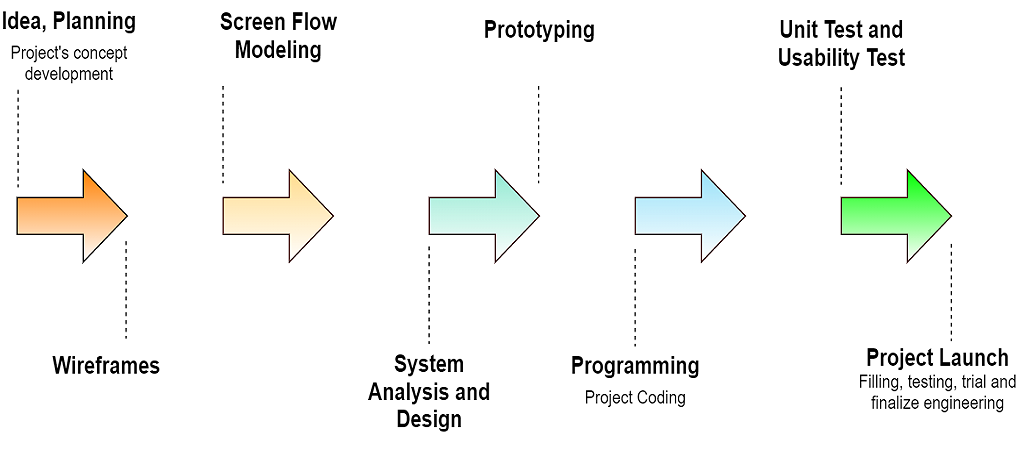 Idea, Planning
Project's concept
development
Screen Flow
Modeling
Prototyping
Unit Test and
Usability Test
Wireframes
System
Analysis and
Design
Programming
Project Coding
Project Launch
Filling, testing, trial and
finalize engineering